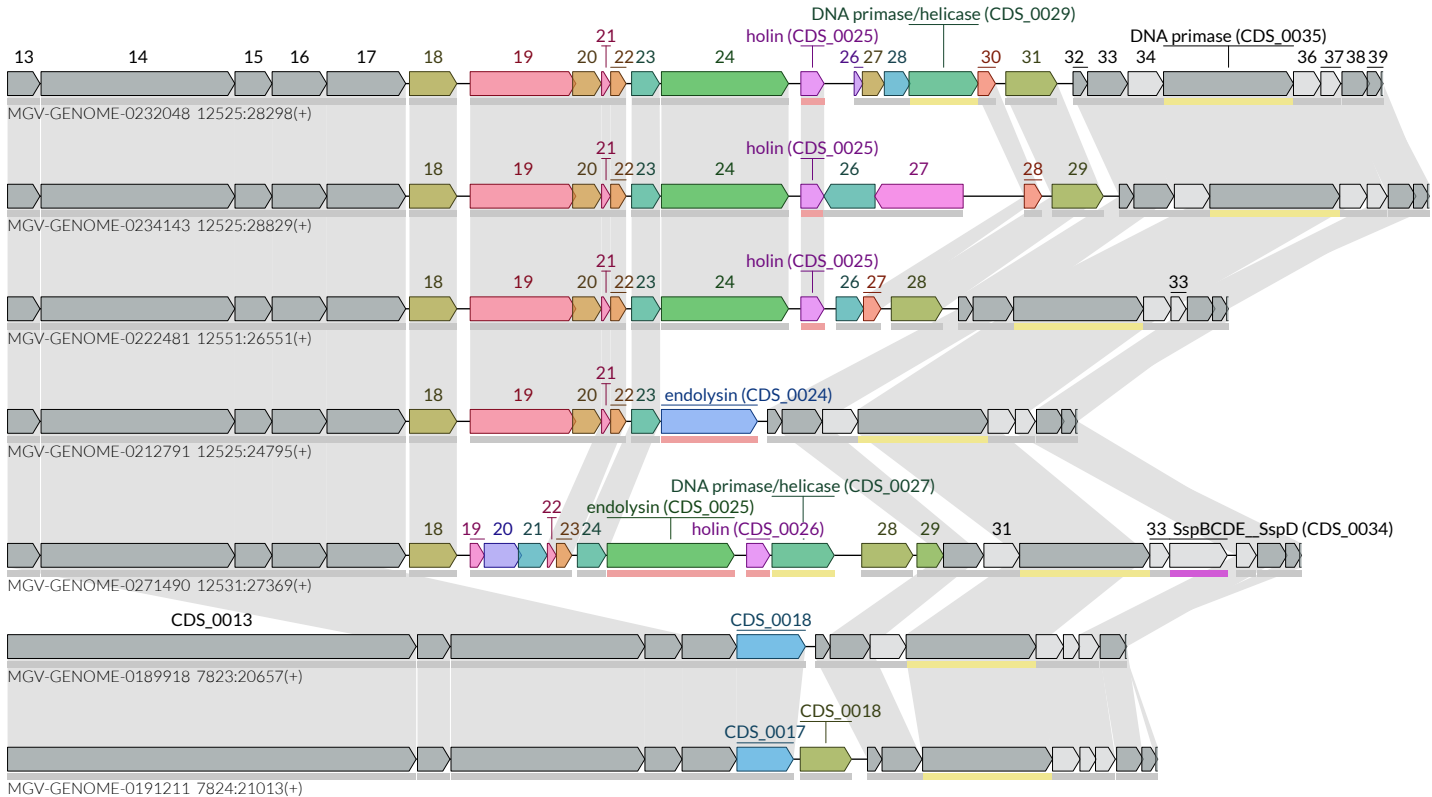 DNA primase/helicase (CDS_0029)
21 holin (CDS_0025) DNA primase (CDS_0035)
13 14 15 16 17 18 19 20 22 23 24 26 27 28 30 31 32 33 34 36 37 38 39
MGV-GENOME-0232048 12525:28298(+)
21 holin (CDS_0025)
18 19 20 22 23 24 26 27 28 29
MGV-GENOME-0234143 12525:28829(+)
21 holin (CDS_0025)
18 19 20 22 23 24 26 27 28 33
MGV-GENOME-0222481 12551:26551(+)
21
18 19 20 22 23 endolysin (CDS_0024)
MGV-GENOME-0212791 12525:24795(+)
DNA primase/helicase (CDS_0027)
22 endolysin (CDS_0025)
18 19 20 21 23 24 holin (CDS_0026) 28 29 31 33 SspBCDE__SspD (CDS_0034)
MGV-GENOME-0271490 12531:27369(+)
CDS_0013 CDS_0018
MGV-GENOME-0189918 7823:20657(+)
CDS_0018
CDS_0017
MGV-GENOME-0191211 7824:21013(+)